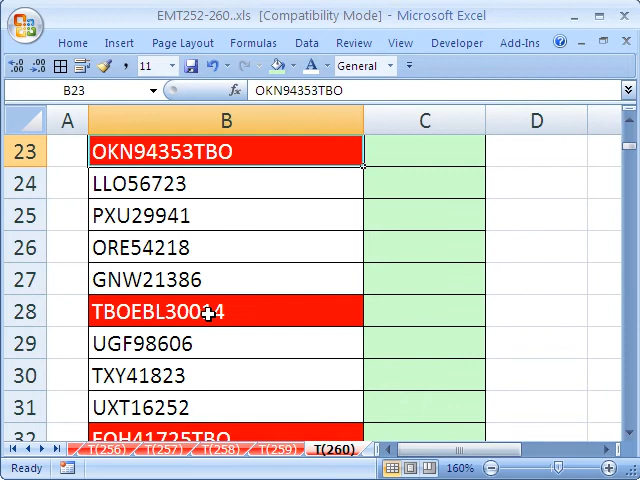 EMT252-260..xls [Compatibility Mode] - Microsoft Excel
Home Insert Page Layout Formulas Data Review View Developer Add-Ins
11 General
B23 fx OKN94353TBO
A B C D
23 OKN94353TBO
24 LLO56723
25 PXU29941
26 ORE54218
27 GNW21386
28 TBOEBL30014
29 UGF98606
30 TXY41823
31 UXT16252
32 EQH41725TBO
T(256) T(257) T(258) T(259) T(260)
Ready 160%